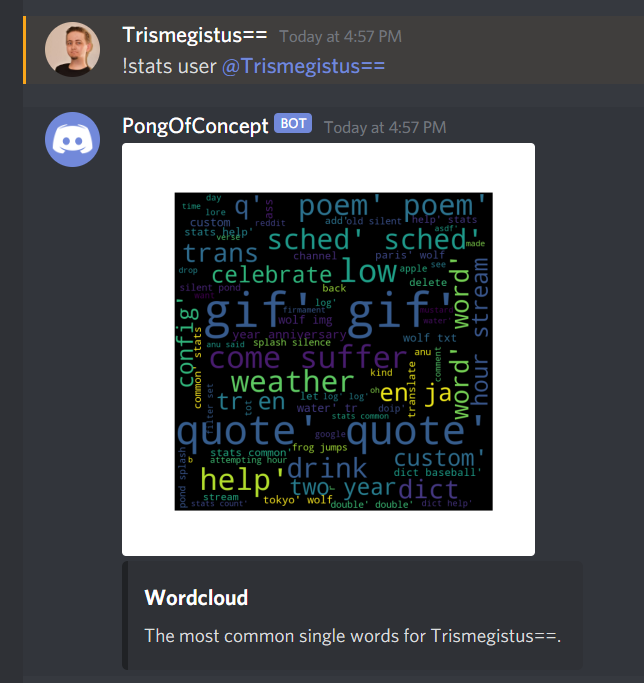 Trismegistus== Today at 4:57 PM
!stats user @Trismegistus==
PongOfConcept BOT Today at 4:57 PM
day
time
lore
q'
ass
poem' poem'
custom
reddit
add
old silent
help' stats
stats help'
verse
sched' sched'
asdf'
made
trans
channel
paris' wolf
drop
celebrate
low
apple
see
silent pond
back
delete
want
gif' gif'
log'
firmament
mustard
wolf img
water
word' word'
hour stream
config'
year anniversary
wolf txt
anu said
splash silence
come suffer
anu
comment
common' stats
weather
kind
translate
oh
en ja
filter set
tr en
tot
let
log' log'
water' tr
doip'
stats common
quote' quote'
google
frog jumps
stats common'
custom'
b
attempting hour
drink
dict baseball'
help'
two year
dict
pond splash
stream
tokyo' wolf
stats count'
double' double'
dict help'
Wordcloud
The most common single words for Trismegistus==.